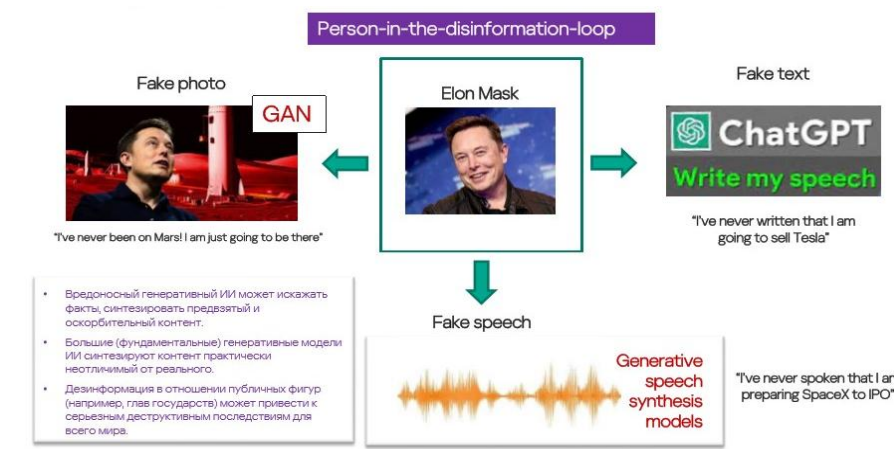 Person-in-the-disinformation-loop
Fake photo
GAN
"I've never been on Mars! I am just going to be there"
Elon Mask
Fake text
ChatGPT
Write my speech
"I've never written that I am
going to sell Tesla"
• Вредоносный генеративный ИИ может искажать
факты, синтезировать предвзятый и
оскорбительный контент.
• Большие (фундаментальные) генеративные модели
ИИ синтезируют контент практически
неотличимый от реального.
• Дезинформация в отношении публичных фигур
(например, глав государств) может привести к
серьезным деструктивным последствиям для
всего мира.
Fake speech
Generative
speech
synthesis
models
"I've never spoken that I am
preparing SpaceX to IPO"